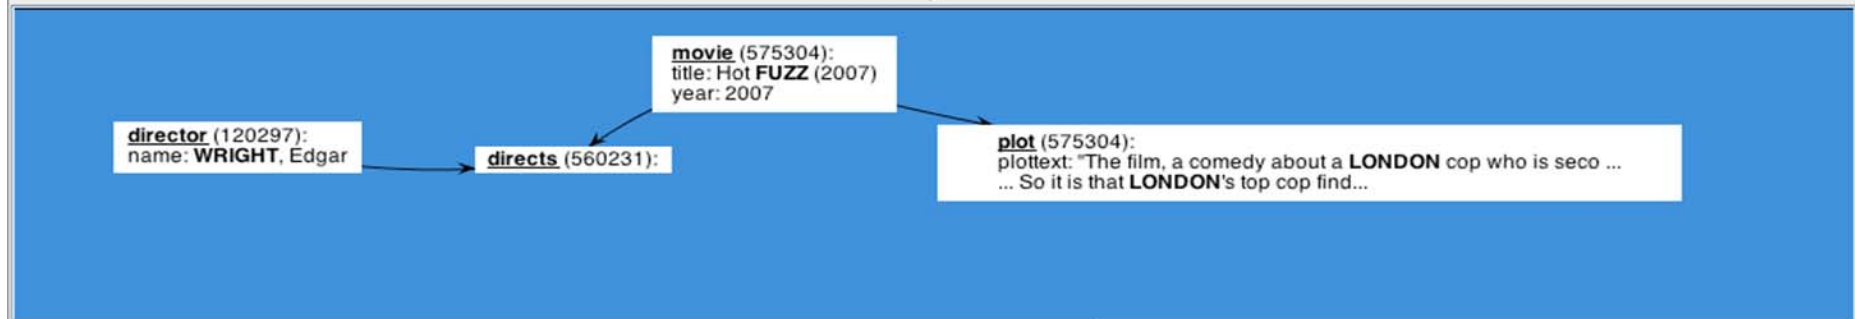 movie (575304):
title: Hot FUZZ (2007)
year: 2007
director (120297):
name: WRIGHT, Edgar
directs (560231):
plot (575304):
plottext: "The film, a comedy about a LONDON cop who is seco ...
... So it is that LONDON's top cop find...